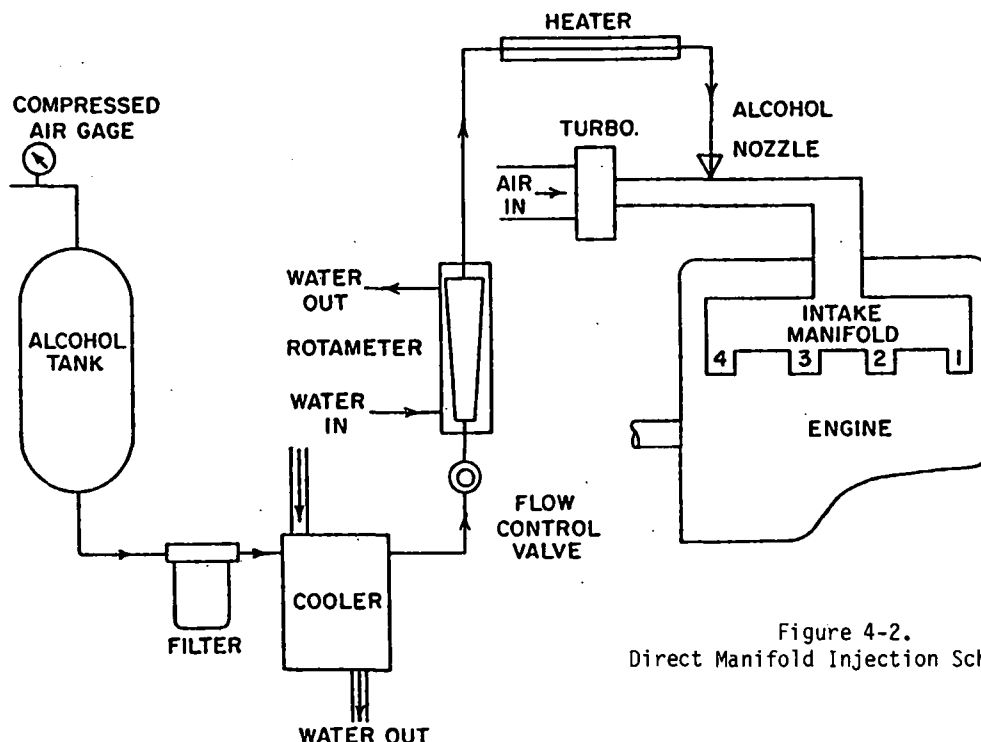 HEATER
COMPRESSED
AIR GAGE
ALCOHOL
NOZZLE
TURBO.
AIR
IN
WATER
OUT
ROTAMETER
WATER
IN
ALCOHOL
TANK
INTAKE
MANIFOLD
4 3 2 1
ENGINE
FLOW
CONTROL
VALVE
COOLER
FILTER
WATER OUT
Figure 4-2.
Direct Manifold Injection Sch